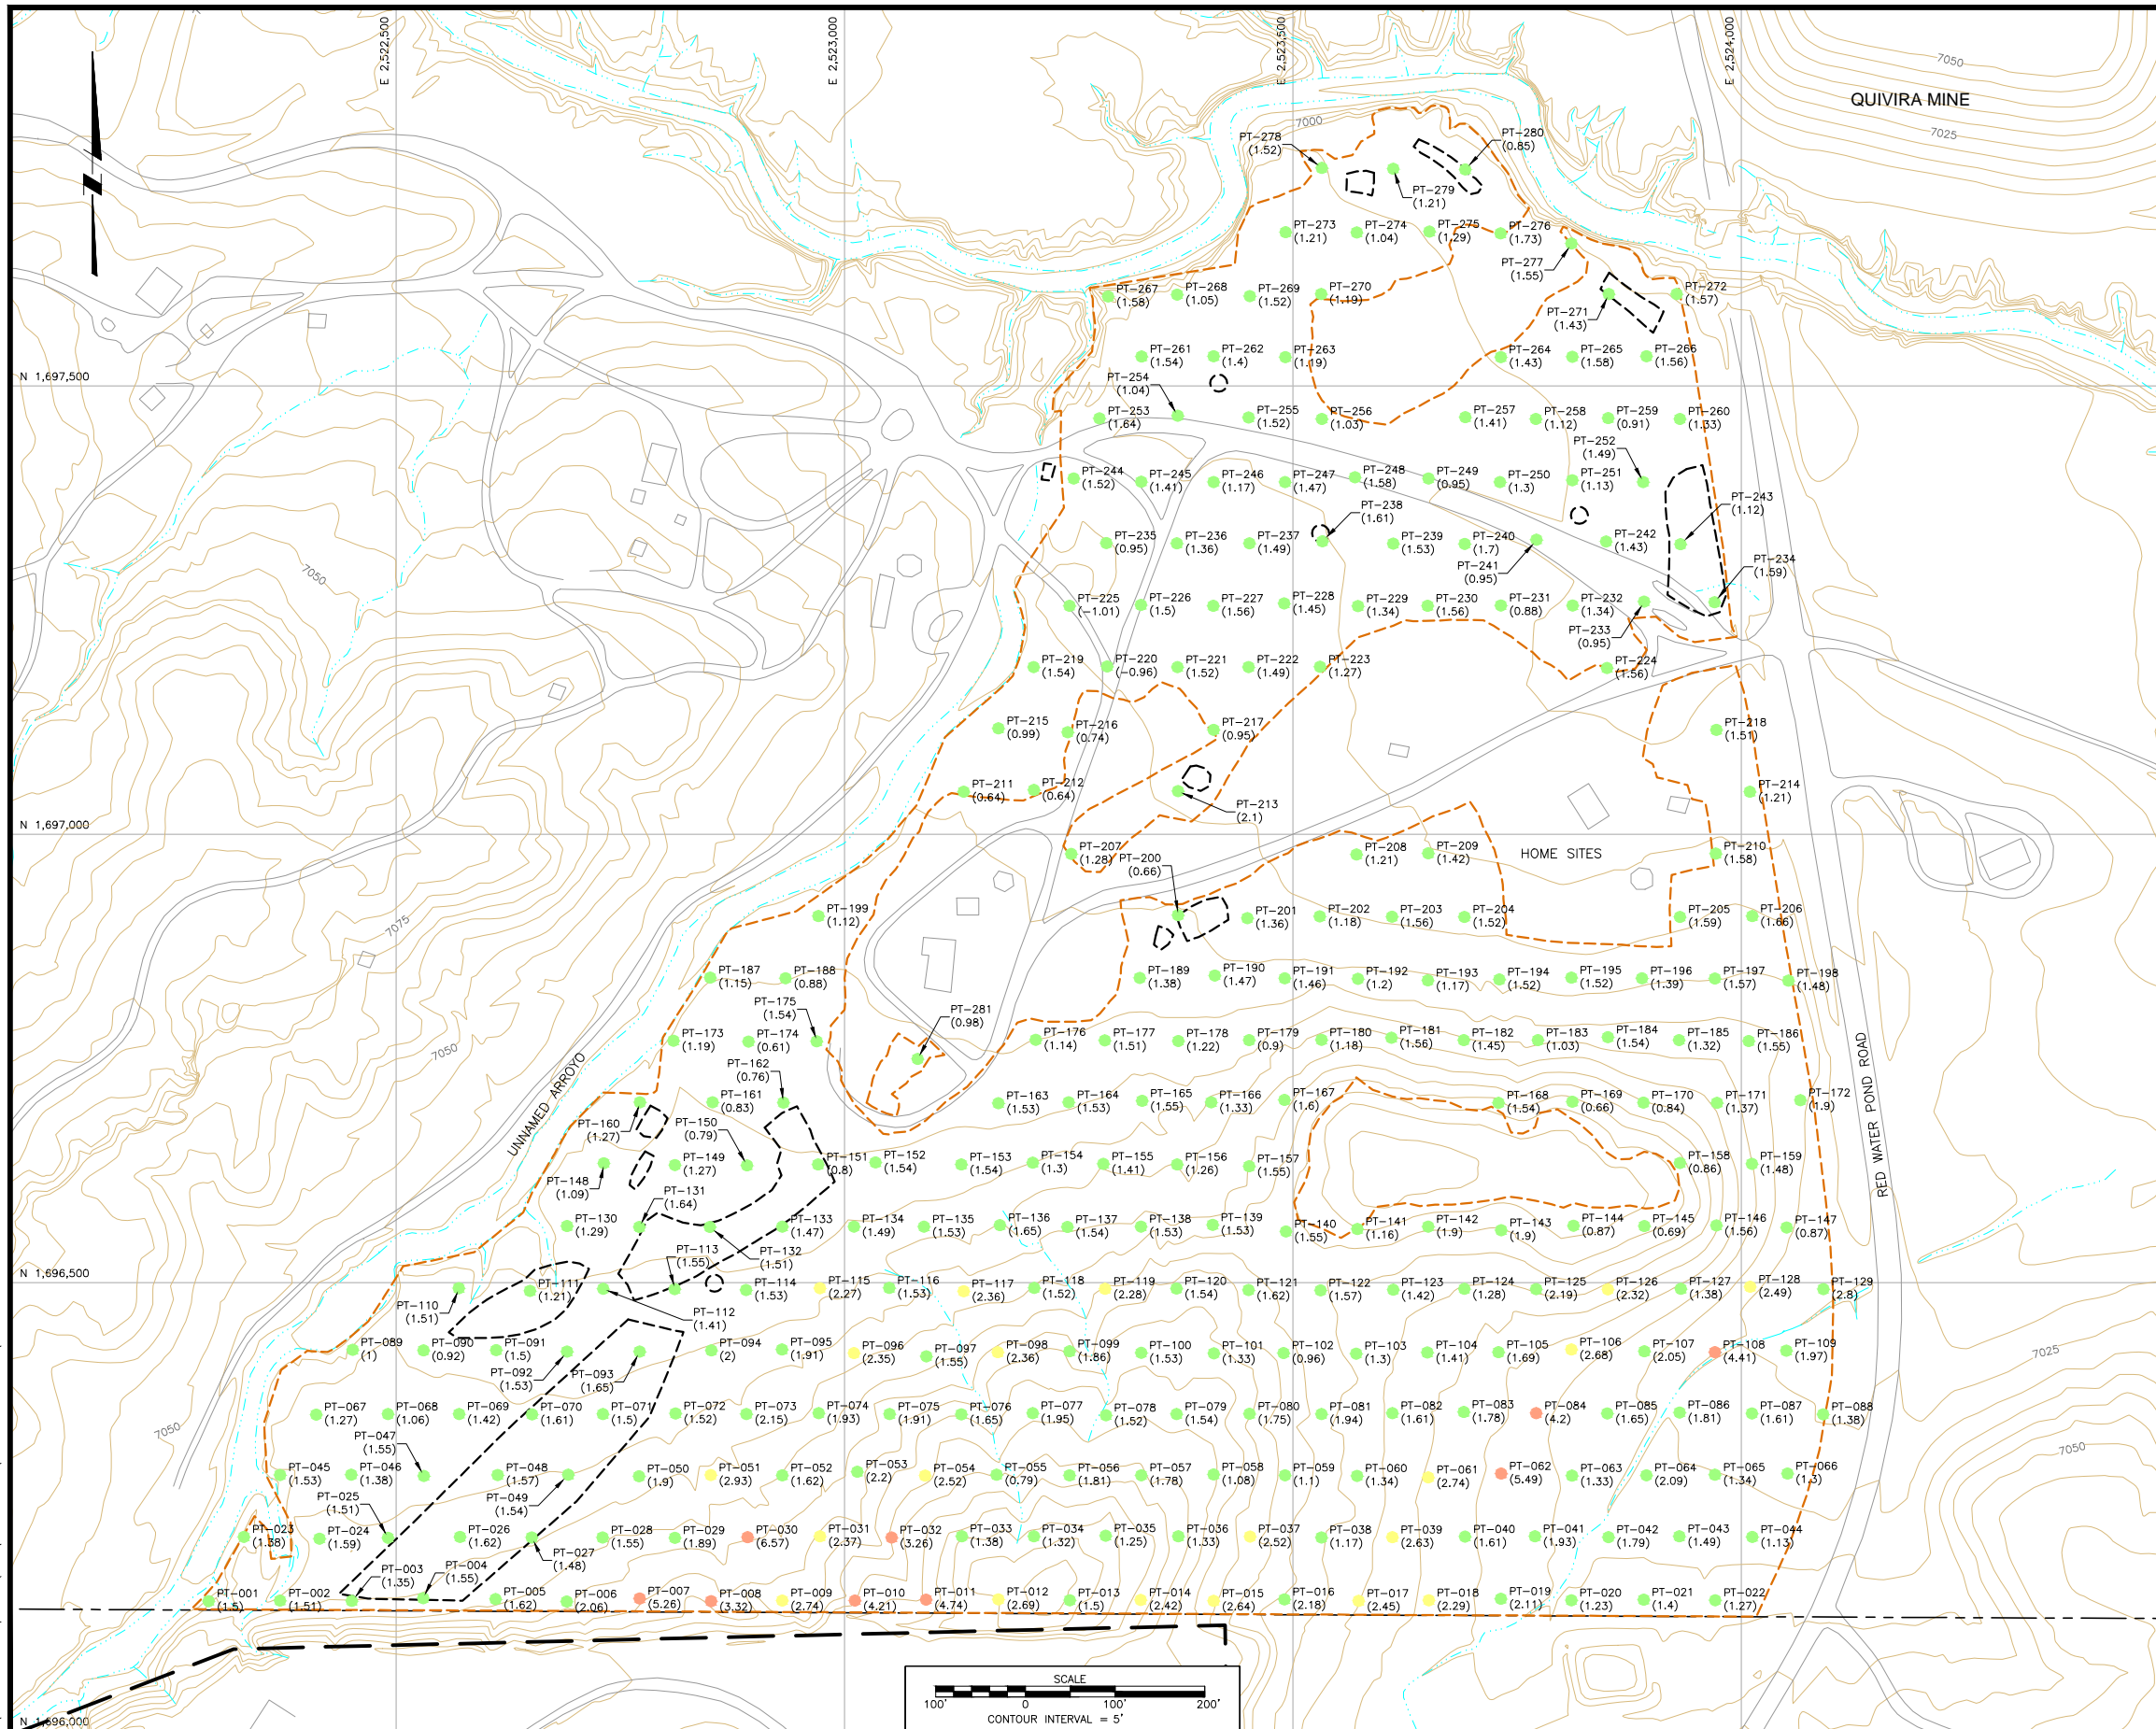 E 2,522,500
E 2,523,000
E 2,523,500
E 2,524,000
7050
QUIVIRA MINE
7025
7000
PT-278
(1.52)
PT-280
(0.85)
PT-279
(1.21)
PT-273
(1.21)
PT-274
(1.04)
PT-275
(1.29)
PT-276
(1.73)
PT-277
(1.55)
PT-267
(1.58)
PT-268
(1.05)
PT-269
(1.52)
PT-270
(1.19)
PT-271
(1.43)
PT-272
(1.57)
PT-261
(1.54)
PT-262
(1.4)
PT-263
(1.19)
PT-264
(1.43)
PT-265
(1.58)
PT-266
(1.56)
N 1,697,500
PT-254
(1.04)
PT-253
(1.64)
PT-255
(1.52)
PT-256
(1.03)
PT-257
(1.41)
PT-258
(1.12)
PT-259
(0.91)
PT-260
(1.33)
PT-252
(1.49)
PT-244
(1.52)
PT-245
(1.41)
PT-246
(1.17)
PT-247
(1.47)
PT-248
(1.58)
PT-249
(0.95)
PT-250
(1.3)
PT-251
(1.13)
PT-243
(1.12)
PT-238
(1.61)
PT-235
(0.95)
PT-236
(1.36)
PT-237
(1.49)
PT-239
(1.53)
PT-240
(1.7)
PT-241
(0.95)
PT-242
(1.43)
PT-234
(1.59)
7050
PT-225
(-1.01)
PT-226
(1.5)
PT-227
(1.56)
PT-228
(1.45)
PT-229
(1.34)
PT-230
(1.56)
PT-231
(0.88)
PT-232
(1.34)
PT-233
(0.95)
PT-219
(1.54)
PT-220
(-0.96)
PT-221
(1.52)
PT-222
(1.49)
PT-223
(1.27)
PT-224
(1.56)
PT-215
(0.99)
PT-216
(0.74)
PT-217
(0.95)
PT-218
(1.51)
PT-211
(0.64)
PT-212
(0.64)
PT-213
(2.1)
PT-214
(1.21)
N 1,697,000
PT-207
(1.28)
PT-200
(0.66)
PT-208
(1.21)
PT-209
(1.42)
HOME SITES
PT-210
(1.58)
7075
PT-199
(1.12)
PT-201
(1.36)
PT-202
(1.18)
PT-203
(1.56)
PT-204
(1.52)
PT-205
(1.59)
PT-206
(1.66)
PT-187
(1.15)
PT-188
(0.88)
PT-189
(1.38)
PT-190
(1.47)
PT-191
(1.46)
PT-192
(1.2)
PT-193
(1.17)
PT-194
(1.52)
PT-195
(1.52)
PT-196
(1.39)
PT-197
(1.57)
PT-198
(1.48)
PT-175
(1.54)
PT-281
(0.98)
7050
PT-173
(1.19)
PT-174
(0.61)
PT-176
(1.14)
PT-177
(1.51)
PT-178
(1.22)
PT-179
(0.9)
PT-180
(1.18)
PT-181
(1.56)
PT-182
(1.45)
PT-183
(1.03)
PT-184
(1.54)
PT-185
(1.32)
PT-186
(1.55)
UNNAMED ARROYO
RED WATER POND ROAD
PT-162
(0.76)
PT-160
(1.27)
PT-161
(0.83)
PT-163
(1.53)
PT-164
(1.53)
PT-165
(1.55)
PT-166
(1.33)
PT-167
(1.6)
PT-168
(1.54)
PT-169
(0.66)
PT-170
(0.84)
PT-171
(1.37)
PT-172
(1.9)
PT-150
(0.79)
PT-148
(1.09)
PT-149
(1.27)
PT-151
(0.8)
PT-152
(1.54)
PT-153
(1.54)
PT-154
(1.3)
PT-155
(1.41)
PT-156
(1.26)
PT-157
(1.55)
PT-158
(0.86)
PT-159
(1.48)
PT-131
(1.64)
PT-130
(1.29)
PT-132
(1.51)
PT-133
(1.47)
PT-134
(1.49)
PT-135
(1.53)
PT-136
(1.65)
PT-137
(1.54)
PT-138
(1.53)
PT-139
(1.53)
PT-140
(1.55)
PT-141
(1.16)
PT-142
(1.9)
PT-143
(1.9)
PT-144
(0.87)
PT-145
(0.69)
PT-146
(1.56)
PT-147
(0.87)
N 1,696,500
PT-110
(1.51)
PT-111
(1.21)
PT-112
(1.41)
PT-113
(1.55)
PT-114
(1.53)
PT-115
(2.27)
PT-116
(1.53)
PT-117
(2.36)
PT-118
(1.52)
PT-119
(2.28)
PT-120
(1.54)
PT-121
(1.62)
PT-122
(1.57)
PT-123
(1.42)
PT-124
(1.28)
PT-125
(2.19)
PT-126
(2.32)
PT-127
(1.38)
PT-128
(2.49)
PT-129
(2.8)
PT-089
(1)
PT-090
(0.92)
PT-091
(1.5)
PT-092
(1.53)
PT-093
(1.65)
PT-094
(2)
PT-095
(1.91)
PT-096
(2.35)
PT-097
(1.55)
PT-098
(2.36)
PT-099
(1.86)
PT-100
(1.53)
PT-101
(1.33)
PT-102
(0.96)
PT-103
(1.3)
PT-104
(1.41)
PT-105
(1.69)
PT-106
(2.68)
PT-107
(2.05)
PT-108
(4.41)
PT-109
(1.97)
7025
7050
PT-067
(1.27)
PT-068
(1.06)
PT-069
(1.42)
PT-070
(1.61)
PT-071
(1.5)
PT-072
(1.52)
PT-073
(2.15)
PT-074
(1.93)
PT-075
(1.91)
PT-076
(1.65)
PT-077
(1.95)
PT-078
(1.52)
PT-079
(1.54)
PT-080
(1.75)
PT-081
(1.94)
PT-082
(1.61)
PT-083
(1.78)
PT-084
(4.2)
PT-085
(1.65)
PT-086
(1.81)
PT-087
(1.61)
PT-088
(1.38)
7050
PT-047
(1.55)
PT-045
(1.53)
PT-046
(1.38)
PT-048
(1.57)
PT-049
(1.54)
PT-050
(1.9)
PT-051
(2.93)
PT-052
(1.62)
PT-053
(2.2)
PT-054
(2.52)
PT-055
(0.79)
PT-056
(1.81)
PT-057
(1.78)
PT-058
(1.08)
PT-059
(1.1)
PT-060
(1.34)
PT-061
(2.74)
PT-062
(5.49)
PT-063
(1.33)
PT-064
(2.09)
PT-065
(1.34)
PT-066
(1.3)
PT-025
(1.51)
PT-023
(1.38)
PT-024
(1.59)
PT-026
(1.62)
PT-027
(1.48)
PT-028
(1.55)
PT-029
(1.89)
PT-030
(6.57)
PT-031
(2.37)
PT-032
(3.26)
PT-033
(1.38)
PT-034
(1.32)
PT-035
(1.25)
PT-036
(1.33)
PT-037
(2.52)
PT-038
(1.17)
PT-039
(2.63)
PT-040
(1.61)
PT-041
(1.93)
PT-042
(1.79)
PT-043
(1.49)
PT-044
(1.13)
PT-001
(1.5)
PT-002
(1.51)
PT-003
(1.35)
PT-004
(1.55)
PT-005
(1.62)
PT-006
(2.06)
PT-007
(5.26)
PT-008
(3.32)
PT-009
(2.74)
PT-010
(4.21)
PT-011
(4.74)
PT-012
(2.69)
PT-013
(1.5)
PT-014
(2.42)
PT-015
(2.64)
PT-016
(2.18)
PT-017
(2.45)
PT-018
(2.29)
PT-019
(2.11)
PT-020
(1.23)
PT-021
(1.4)
PT-022
(1.27)
SCALE
100' 0 100' 200'
CONTOUR INTERVAL = 5'
N 1,696,000